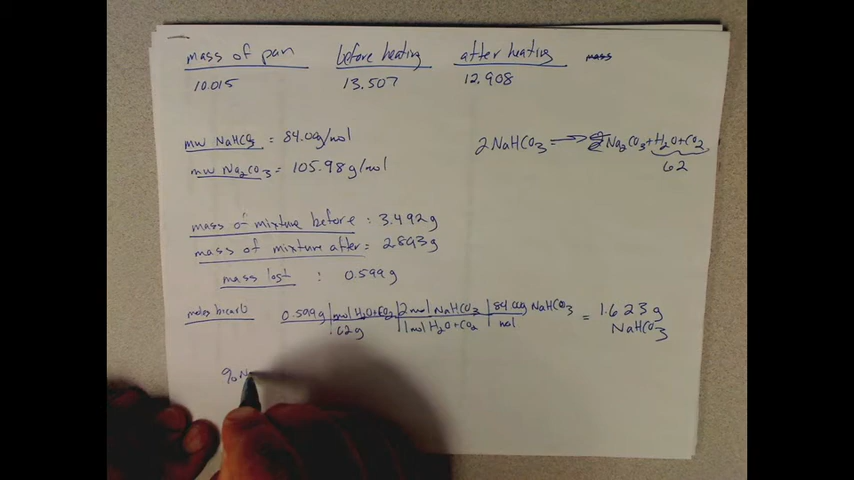 mass of pan before heating after heating mass
10.015 13.507 12.908
mw NaHCO3 = 84.00g/mol
2NaHCO3 → Na2CO3+H2O+CO2
62
mw Na2CO3 = 105.98g/mol
mass of mixture before : 3.492g
mass of mixture after = 2.893g
mass lost : 0.599g
moles bicarb 0.599g | mol H2O+CO2 | 2 mol NaHCO3 | 84.00g NaHCO3 = 1.623g
62g | 1 mol H2O+CO2 | mol NaHCO3
%N